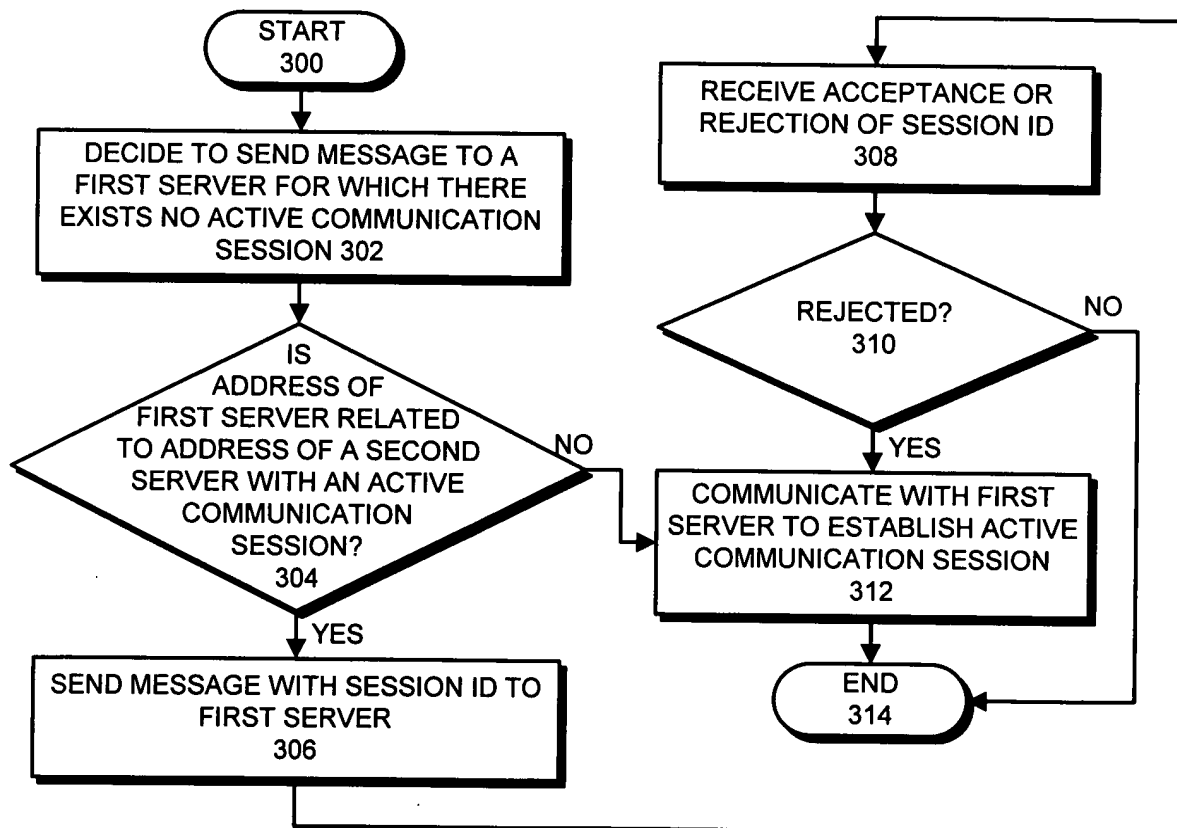 START
300
DECIDE TO SEND MESSAGE TO A
FIRST SERVER FOR WHICH THERE
EXISTS NO ACTIVE COMMUNICATION
SESSION 302
IS
ADDRESS OF
FIRST SERVER RELATED
TO ADDRESS OF A SECOND
SERVER WITH AN ACTIVE
COMMUNICATION
SESSION?
304
NO
YES
SEND MESSAGE WITH SESSION ID TO
FIRST SERVER
306
RECEIVE ACCEPTANCE OR
REJECTION OF SESSION ID
308
REJECTED?
310
NO
YES
COMMUNICATE WITH FIRST
SERVER TO ESTABLISH ACTIVE
COMMUNICATION SESSION
312
END
314